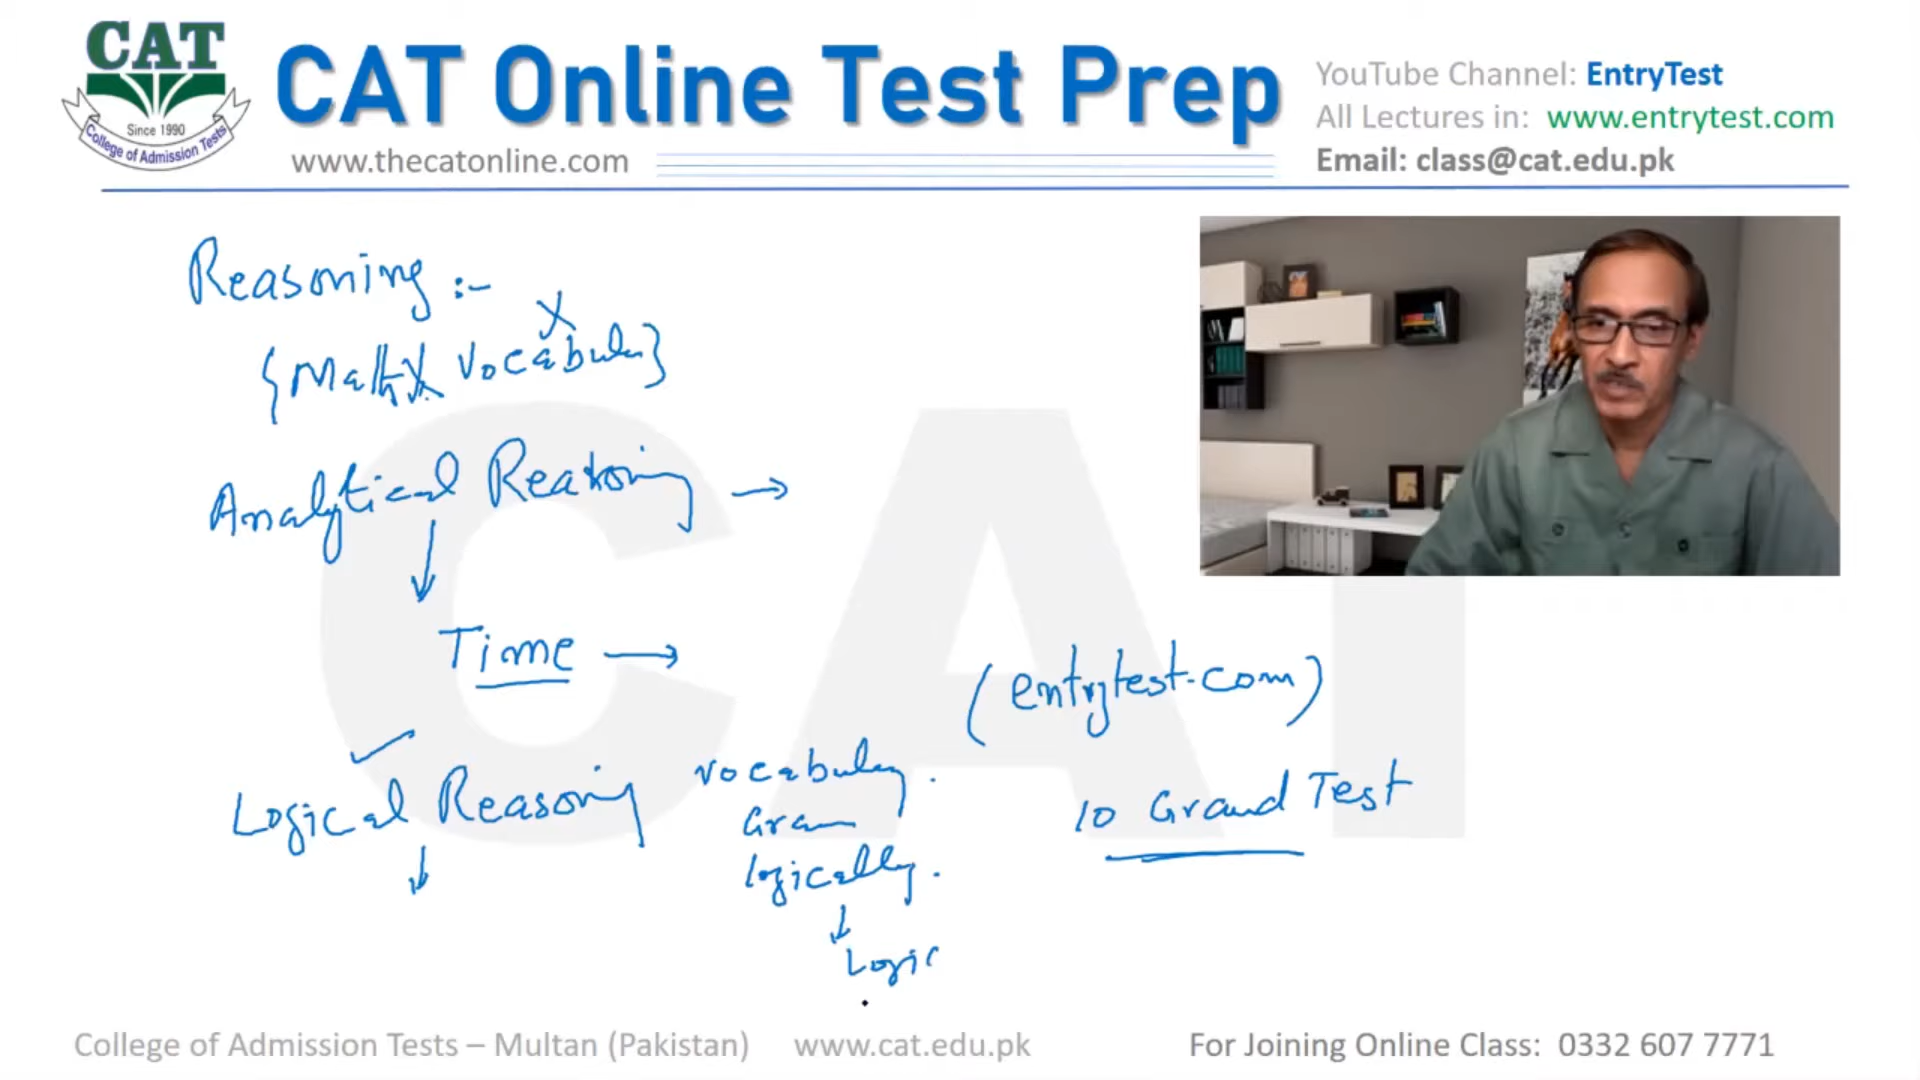 CAT
Since 1990
College of Admission Tests
CAT Online Test Prep
www.thecatonline.com
YouTube Channel: EntryTest
All Lectures in: www.entrytest.com
Email: class@cat.edu.pk
Reasoning :-
{Math X Vocabular}
X
Analytical Reasoning →
Time →
(entrytest.com)
Logical Reasoning
vocabulary.
Gram
logically.
Logic
10 Grand Test
CAT
College of Admission Tests – Multan (Pakistan) www.cat.edu.pk
For Joining Online Class: 0332 607 7771